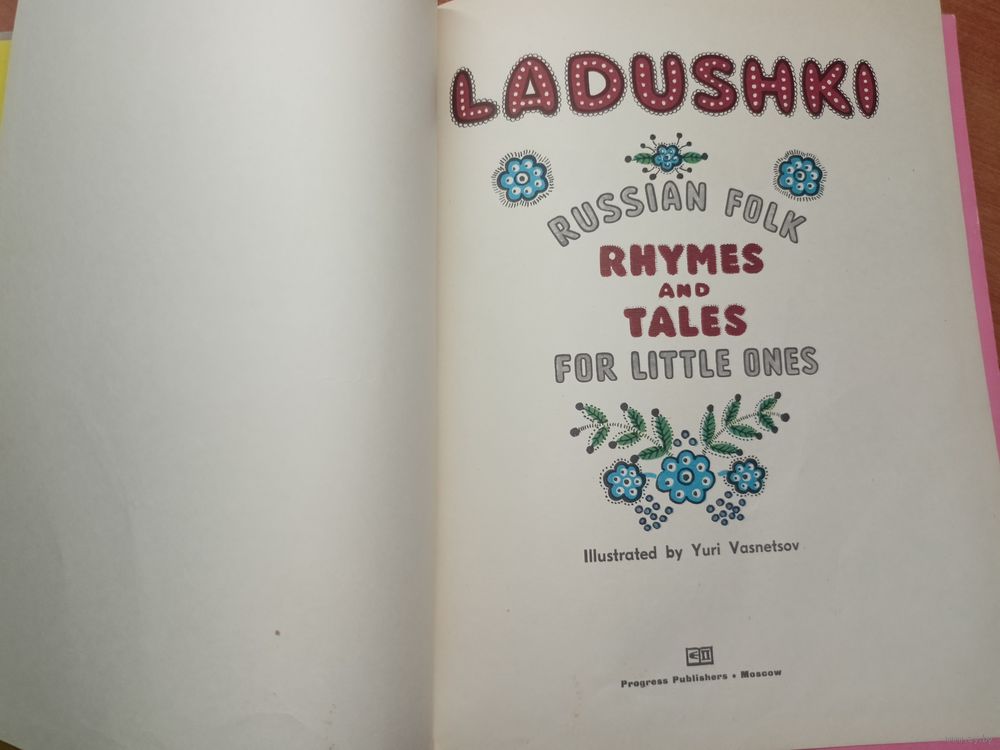 LADUSHKI
RUSSIAN FOLK
RHYMES
AND
TALES
FOR LITTLE ONES
Illustrated by Yuri Vasnetsov
Progress Publishers • Moscow